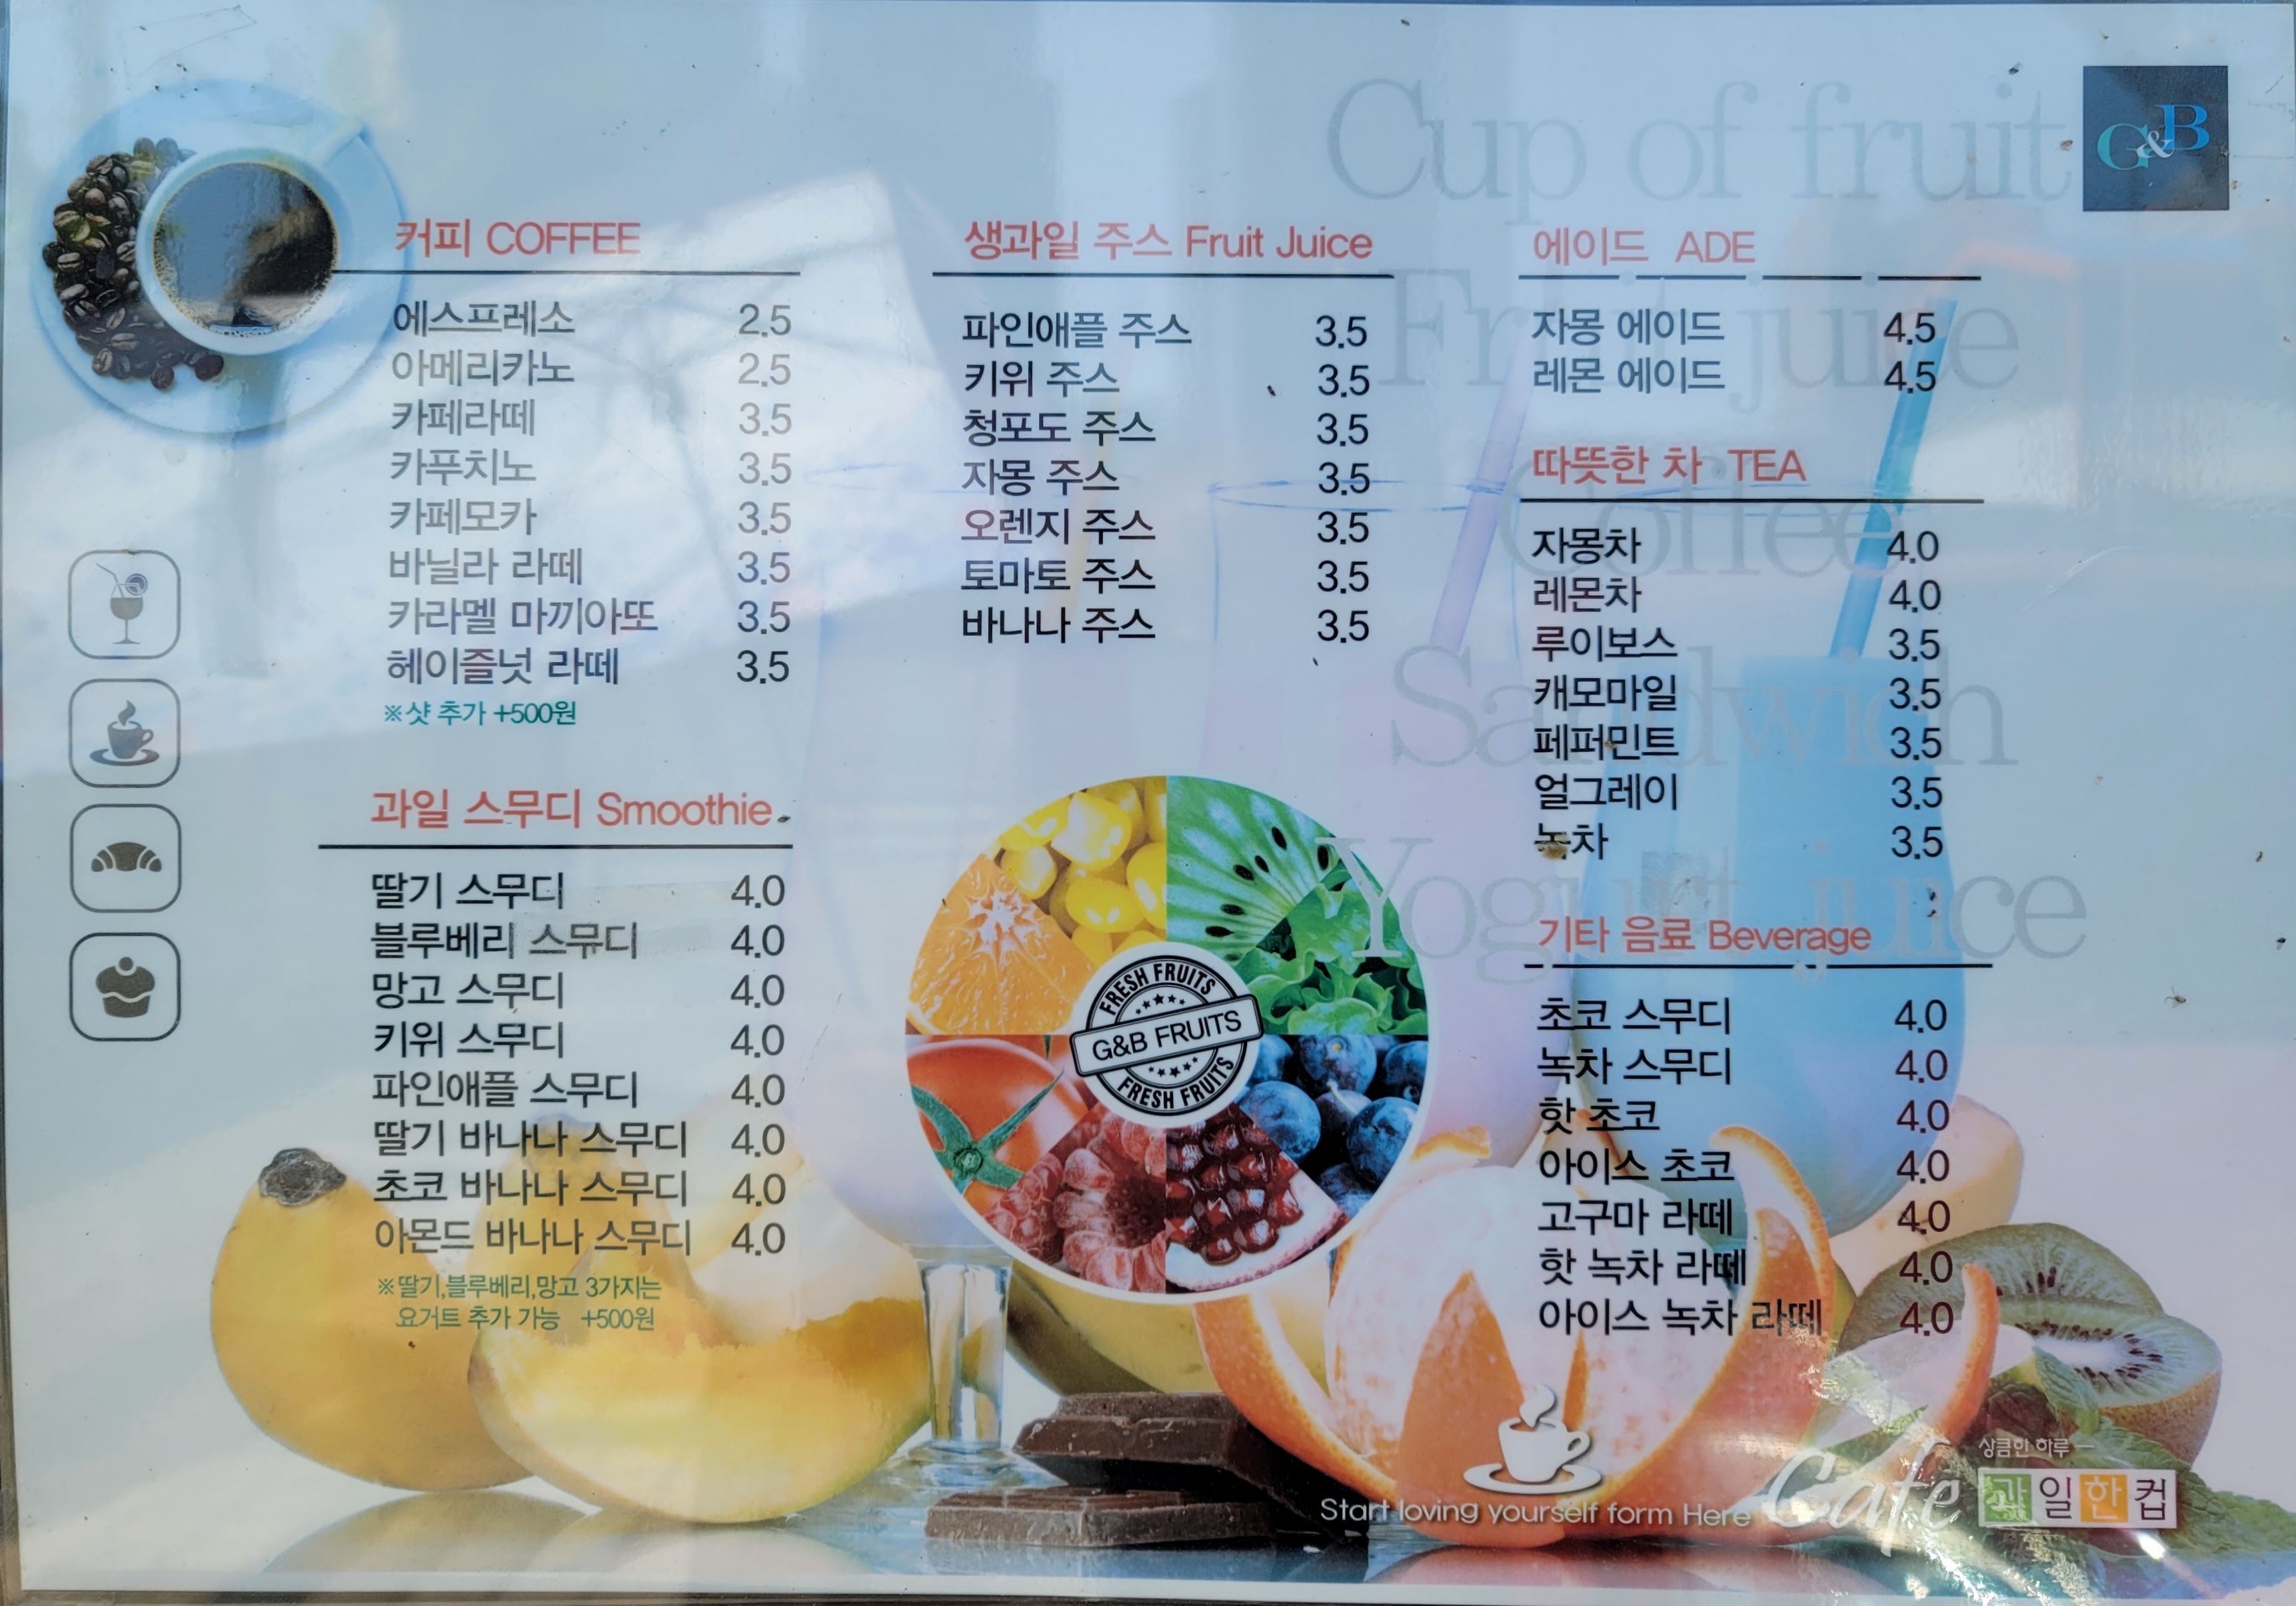 Cup of fruit
Fruit juice
Coffee
Sandwich
Yogurt juice
G&B
커피 COFFEE
에스프레소 2.5
아메리카노 2.5
카페라떼 3.5
카푸치노 3.5
카페모카 3.5
바닐라 라떼 3.5
카라멜 마끼아또 3.5
헤이즐넛 라떼 3.5
※샷 추가 +500원
과일 스무디 Smoothie
딸기 스무디 4.0
블루베리 스뮤디 4.0
망고 스무디 4.0
키위 스무디 4.0
파인애플 스무디 4.0
딸기 바나나 스무디 4.0
초코 바나나 스무디 4.0
아몬드 바나나 스무디 4.0
※딸기,블루베리,망고 3가지는
요거트 추가 가능 +500원
생과일 주스 Fruit Juice
파인애플 주스 3.5
키위 주스 3.5
청포도 주스 3.5
자몽 주스 3.5
오렌지 주스 3.5
토마토 주스 3.5
바나나 주스 3.5
FRESH FRUITS
G&B FRUITS
FRESH FRUITS
에이드 ADE
자몽 에이드 4.5
레몬 에이드 4.5
따뜻한 차 TEA
자몽차 4.0
레몬차 4.0
루이보스 3.5
캐모마일 3.5
페퍼민트 3.5
얼그레이 3.5
녹차 3.5
기타 음료 Beverage
초코 스무디 4.0
녹차 스무디 4.0
핫 초코 4.0
아이스 초코 4.0
고구마 라떼 4.0
핫 녹차 라떼 4.0
아이스 녹차 라떼 4.0
Start loving yourself form Here
Cafe
상큼한 하루
과일한컵